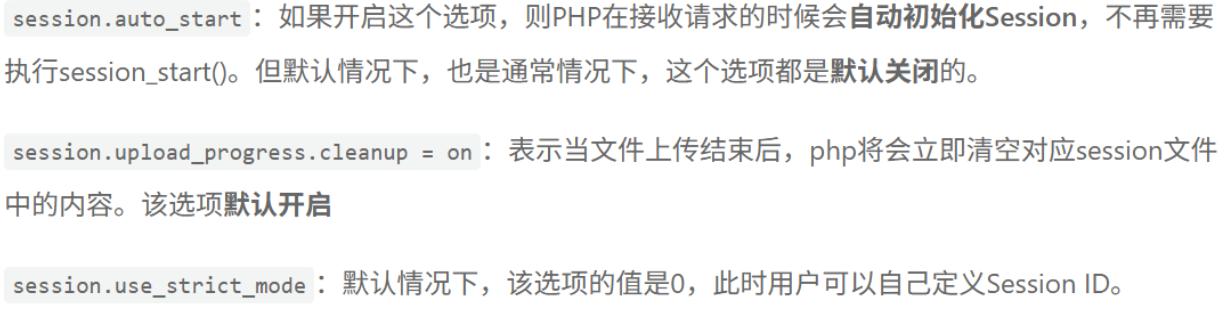 session.auto_start：如果开启这个选项，则PHP在接收请求的时候会自动初始化Session，不再需要
执行session_start()。但默认情况下，也是通常情况下，这个选项都是默认关闭的。
session.upload_progress.cleanup = on：表示当文件上传结束后，php将会立即清空对应session文件
中的内容。该选项默认开启
session.use_strict_mode：默认情况下，该选项的值是0，此时用户可以自己定义Session ID。